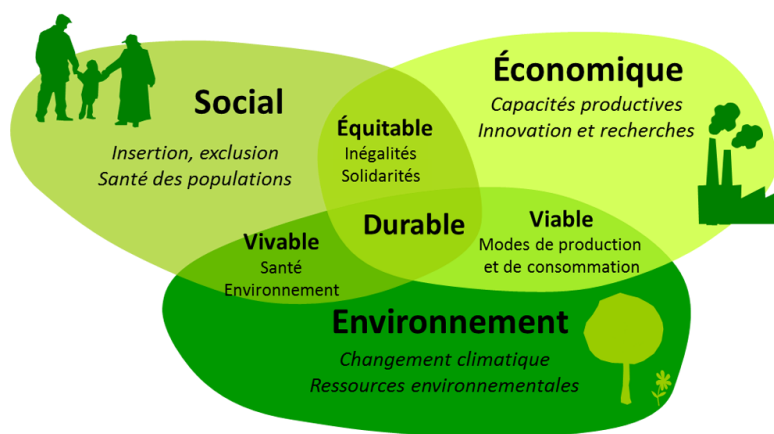 Social
Insertion, exclusion
Santé des populations
Économique
Capacités productives
Innovation et recherches
Équitable
Inégalités
Solidarités
Durable
Viable
Modes de production
et de consommation
Vivable
Santé
Environnement
Environnement
Changement climatique
Ressources environnementales